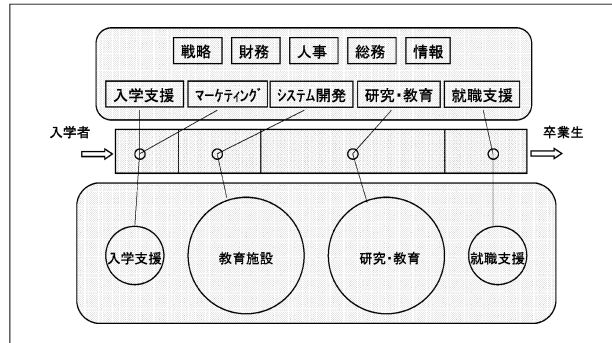 戦略 財務 人事 総務 情報
入学支援 マーケティング システム開発 研究・教育 就職支援
入学者 卒業生
入学支援 教育施設 研究・教育 就職支援